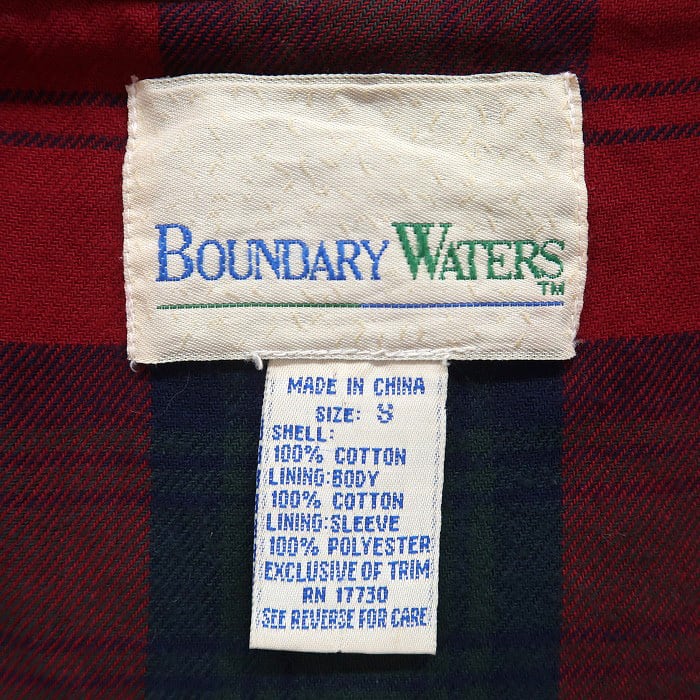 BOUNDARY WATERS
TM
MADE IN CHINA
SIZE: 8
SHELL:
100% COTTON
LINING:BODY
100% COTTON
LINING:SLEEVE
100% POLYESTER
EXCLUSIVE OF TRIM
RN 17730
SEE REVERSE FOR CARE